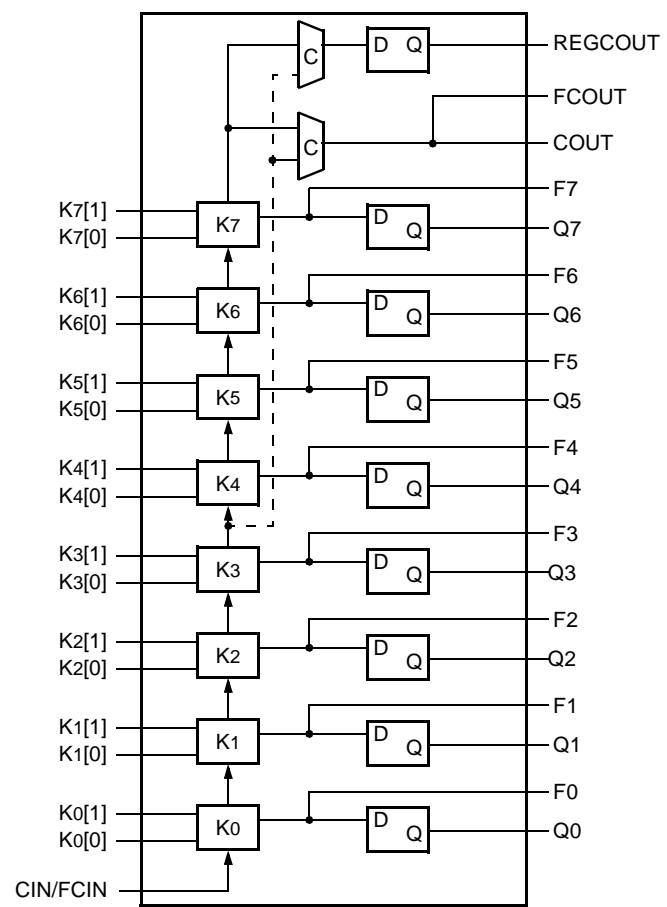 REGCOUT
D Q
C
FCOUT
COUT
C
F7
K7[1]
K7[0]
K7
D
Q
Q7
F6
K6[1]
K6[0]
K6
D
Q
Q6
F5
K5[1]
K5[0]
K5
D
Q
Q5
F4
K4[1]
K4[0]
K4
D
Q
Q4
F3
K3[1]
K3[0]
K3
D
Q
Q3
F2
K2[1]
K2[0]
K2
D
Q
Q2
F1
K1[1]
K1[0]
K1
D
Q
Q1
F0
K0[1]
K0[0]
K0
D
Q
Q0
CIN/FCIN